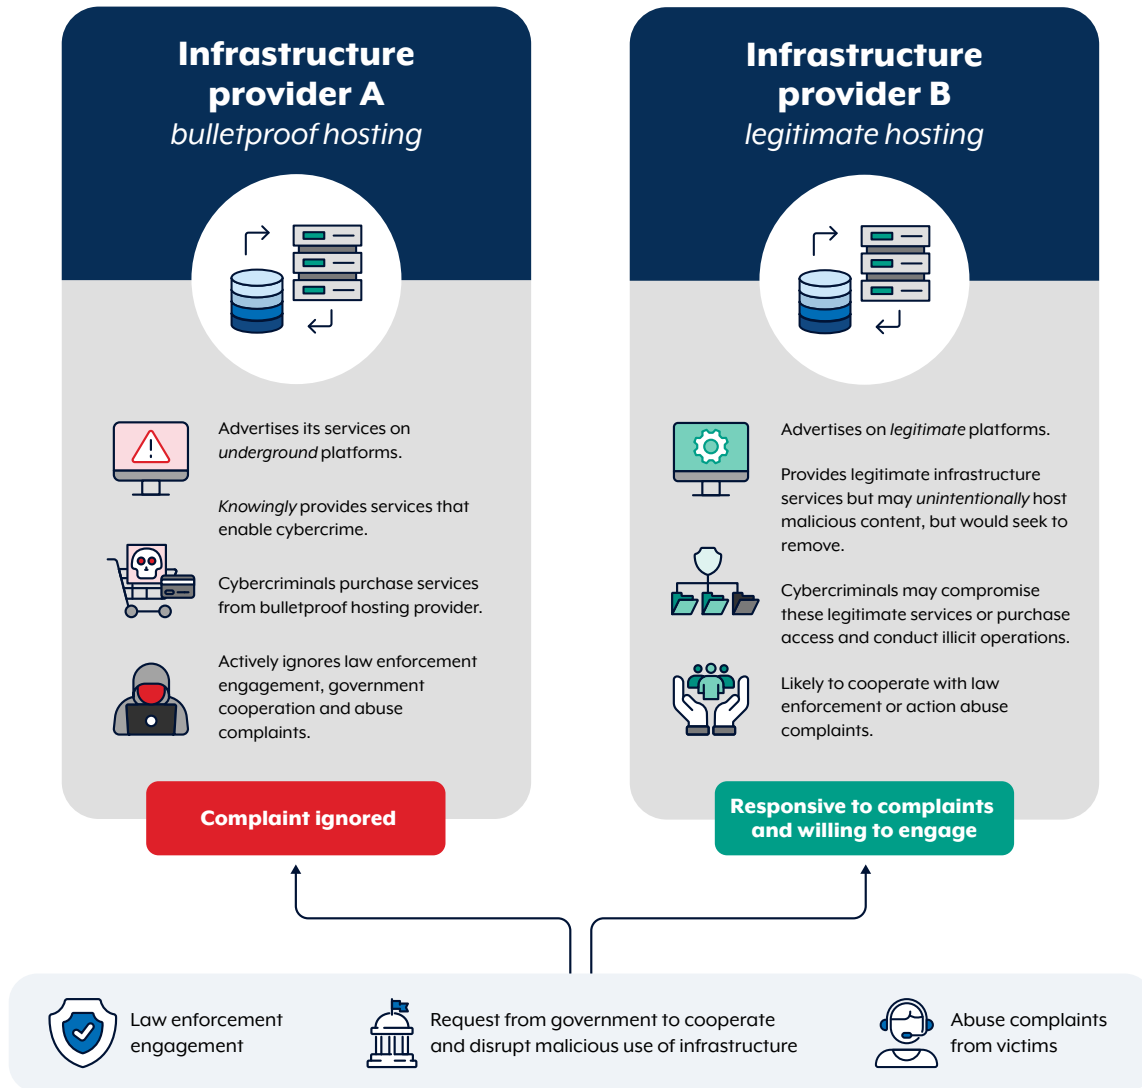 Infrastructure
provider A
bulletproof hosting
Advertises its services on
underground platforms.
Knowingly provides services that
enable cybercrime.
Cybercriminals purchase services
from bulletproof hosting provider.
Actively ignores law enforcement
engagement, government
cooperation and abuse
complaints.
Complaint ignored
Infrastructure
provider B
legitimate hosting
Advertises on legitimate platforms.
Provides legitimate infrastructure
services but may unintentionally host
malicious content, but would seek to
remove.
Cybercriminals may compromise
these legitimate services or purchase
access and conduct illicit operations.
Likely to cooperate with law
enforcement or action abuse
complaints.
Responsive to complaints
and willing to engage
Law enforcement
engagement
Request from government to cooperate
and disrupt malicious use of infrastructure
Abuse complaints
from victims